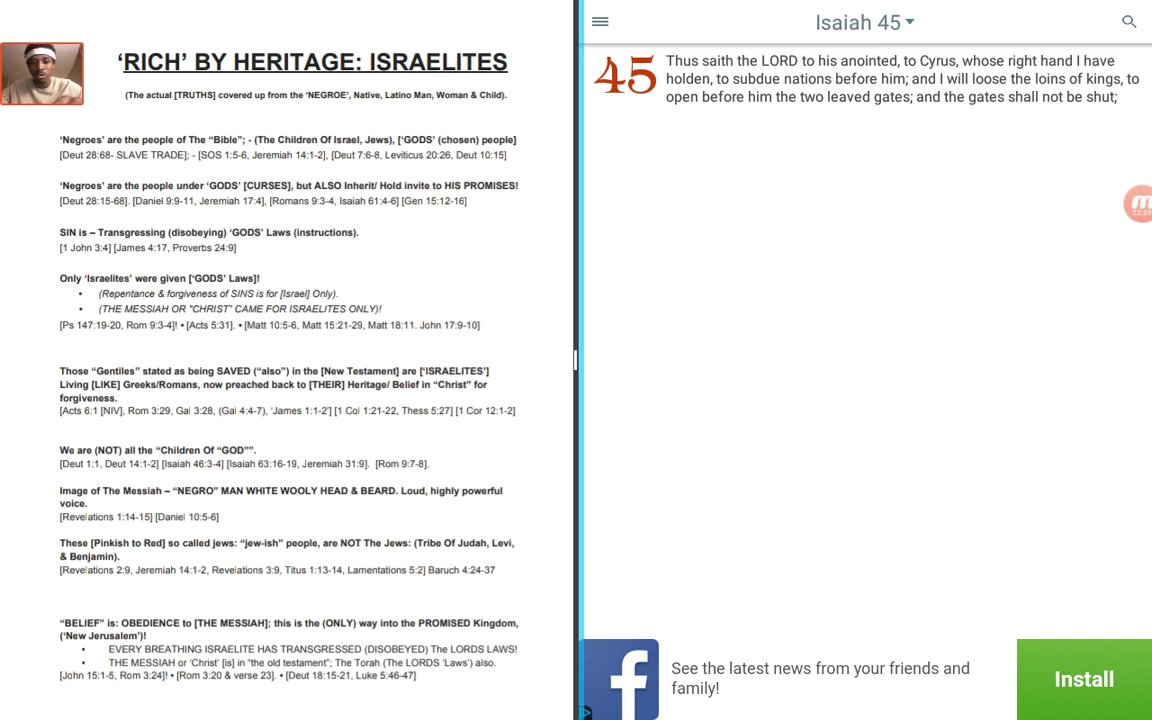 'RICH' BY HERITAGE: ISRAELITES
(The actual [TRUTHS] covered up from the 'NEGROE', Native, Latino Man, Woman & Child).
'Negroes' are the people of The "Bible"; - (The Children Of Israel, Jews), ['GODS' (chosen) people]
[Deut 28:68- SLAVE TRADE]; - [SOS 1:5-6, Jeremiah 14:1-2], [Deut 7:6-8, Leviticus 20:26, Deut 10:15]
'Negroes' are the people under 'GODS' [CURSES], but ALSO Inherit/ Hold invite to HIS PROMISES!
[Deut 28:15-68]. [Daniel 9:9-11, Jeremiah 17:4], [Romans 9:3-4, Isaiah 61:4-6] [Gen 15:12-16]
SIN is – Transgressing (disobeying) 'GODS' Laws (instructions).
[1 John 3:4] [James 4:17, Proverbs 24:9]
Only 'Israelites' were given ['GODS' Laws]!
• (Repentance & forgiveness of SINS is for [Israel] Only).
• (THE MESSIAH OR "CHRIST" CAME FOR ISRAELITES ONLY)!
[Ps 147:19-20, Rom 9:3-4]! • [Acts 5:31]. • [Matt 10:5-6, Matt 15:21-29, Matt 18:11. John 17:9-10]
Those "Gentiles" stated as being SAVED ("also") in the [New Testament] are ['ISRAELITES']
Living [LIKE] Greeks/Romans, now preached back to [THEIR] Heritage/ Belief in "Christ" for
forgiveness.
[Acts 6:1 [NIV], Rom 3:29, Gal 3:28, (Gal 4:4-7), 'James 1:1-2'] [1 Col 1:21-22, Thess 5:27] [1 Cor 12:1-2]
We are (NOT) all the "Children Of "GOD"".
[Deut 1:1, Deut 14:1-2] [Isaiah 46:3-4] [Isaiah 63:16-19, Jeremiah 31:9]. [Rom 9:7-8].
Image of The Messiah – "NEGRO" MAN WHITE WOOLY HEAD & BEARD. Loud, highly powerful
voice.
[Revelations 1:14-15] [Daniel 10:5-6]
These [Pinkish to Red] so called jews: "jew-ish" people, are NOT The Jews: (Tribe Of Judah, Levi,
& Benjamin).
[Revelations 2:9, Jeremiah 14:1-2, Revelations 3:9, Titus 1:13-14, Lamentations 5:2] Baruch 4:24-37
"BELIEF" is: OBEDIENCE to [THE MESSIAH]; this is the (ONLY) way into the PROMISED Kingdom,
('New Jerusalem')!
• EVERY BREATHING ISRAELITE HAS TRANSGRESSED (DISOBEYED) The LORDS LAWS!
• THE MESSIAH or 'Christ' [is] in "the old testament"; The Torah (The LORDS 'Laws') also.
[John 15:1-5, Rom 3:24]! • [Rom 3:20 & verse 23]. • [Deut 18:15-21, Luke 5:46-47]
Isaiah 45
45 Thus saith the LORD to his anointed, to Cyrus, whose right hand I have
holden, to subdue nations before him; and I will loose the loins of kings, to
open before him the two leaved gates; and the gates shall not be shut;
22:59
See the latest news from your friends and
family!
Install